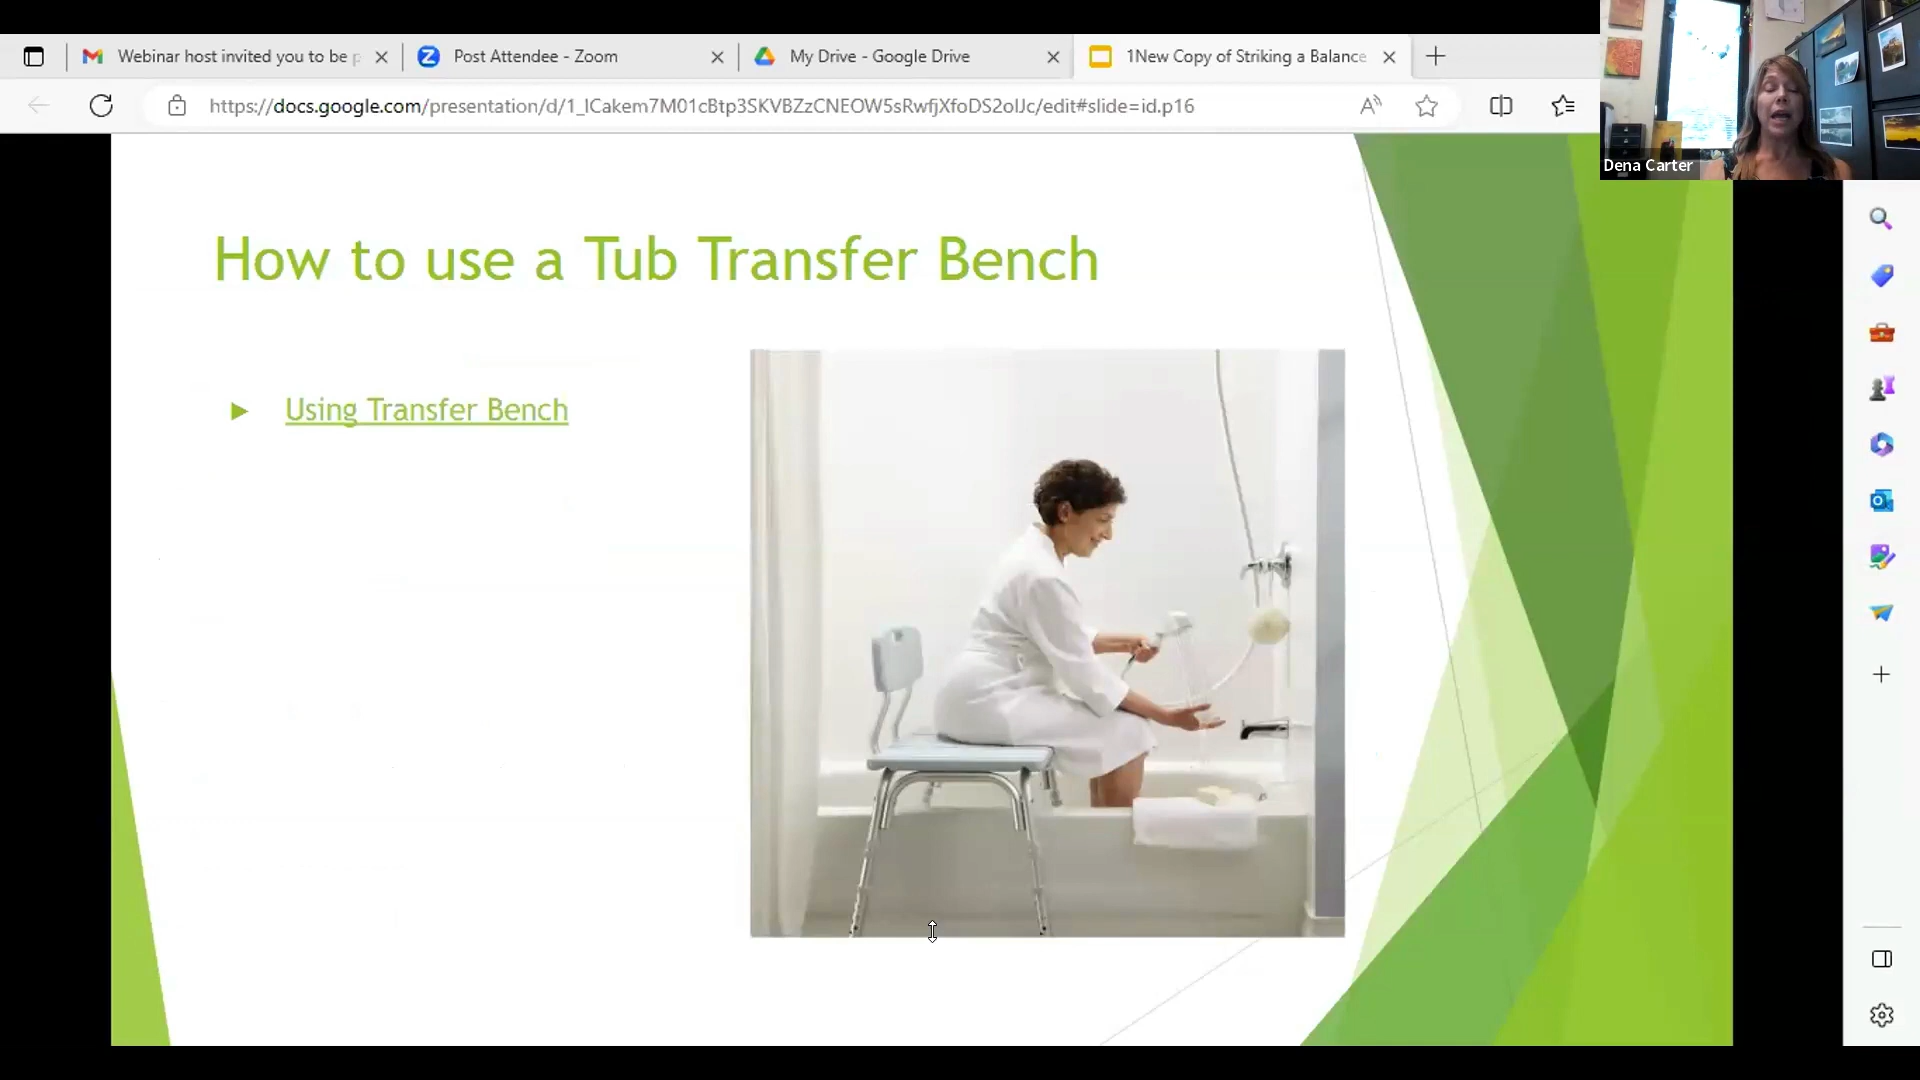 Webinar host invited you to be p
Post Attendee - Zoom
My Drive - Google Drive
1New Copy of Striking a Balance
https://docs.google.com/presentation/d/1_lCakem7M01cBtp3SKVBZzCNEOW5sRwfjXfoDS2olJc/edit#slide=id.p16
Dena Carter
How to use a Tub Transfer Bench
Using Transfer Bench